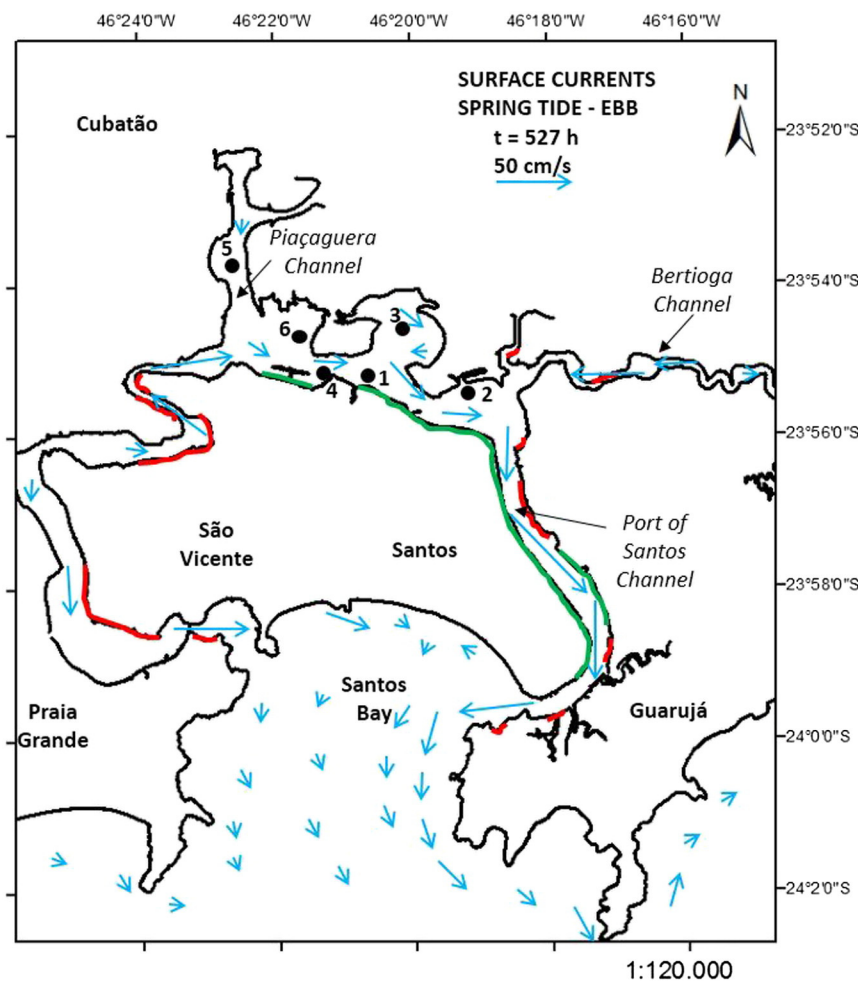 46°24'0"W
46°22'0"W
46°20'0"W
46°18'0"W
46°16'0"W
SURFACE CURRENTS
SPRING TIDE - EBB
t = 527 h
50 cm/s
N
Cubatão
23°52'0"S
5
Piaçaguera
Channel
23°54'0"S
Bertioga
Channel
3
6
4
1
2
23°56'0"S
São
Vicente
Santos
Port of
Santos
Channel
23°58'0"S
Santos
Bay
Praia
Grande
Guarujá
24°0'0"S
24°2'0"S
1:120.000